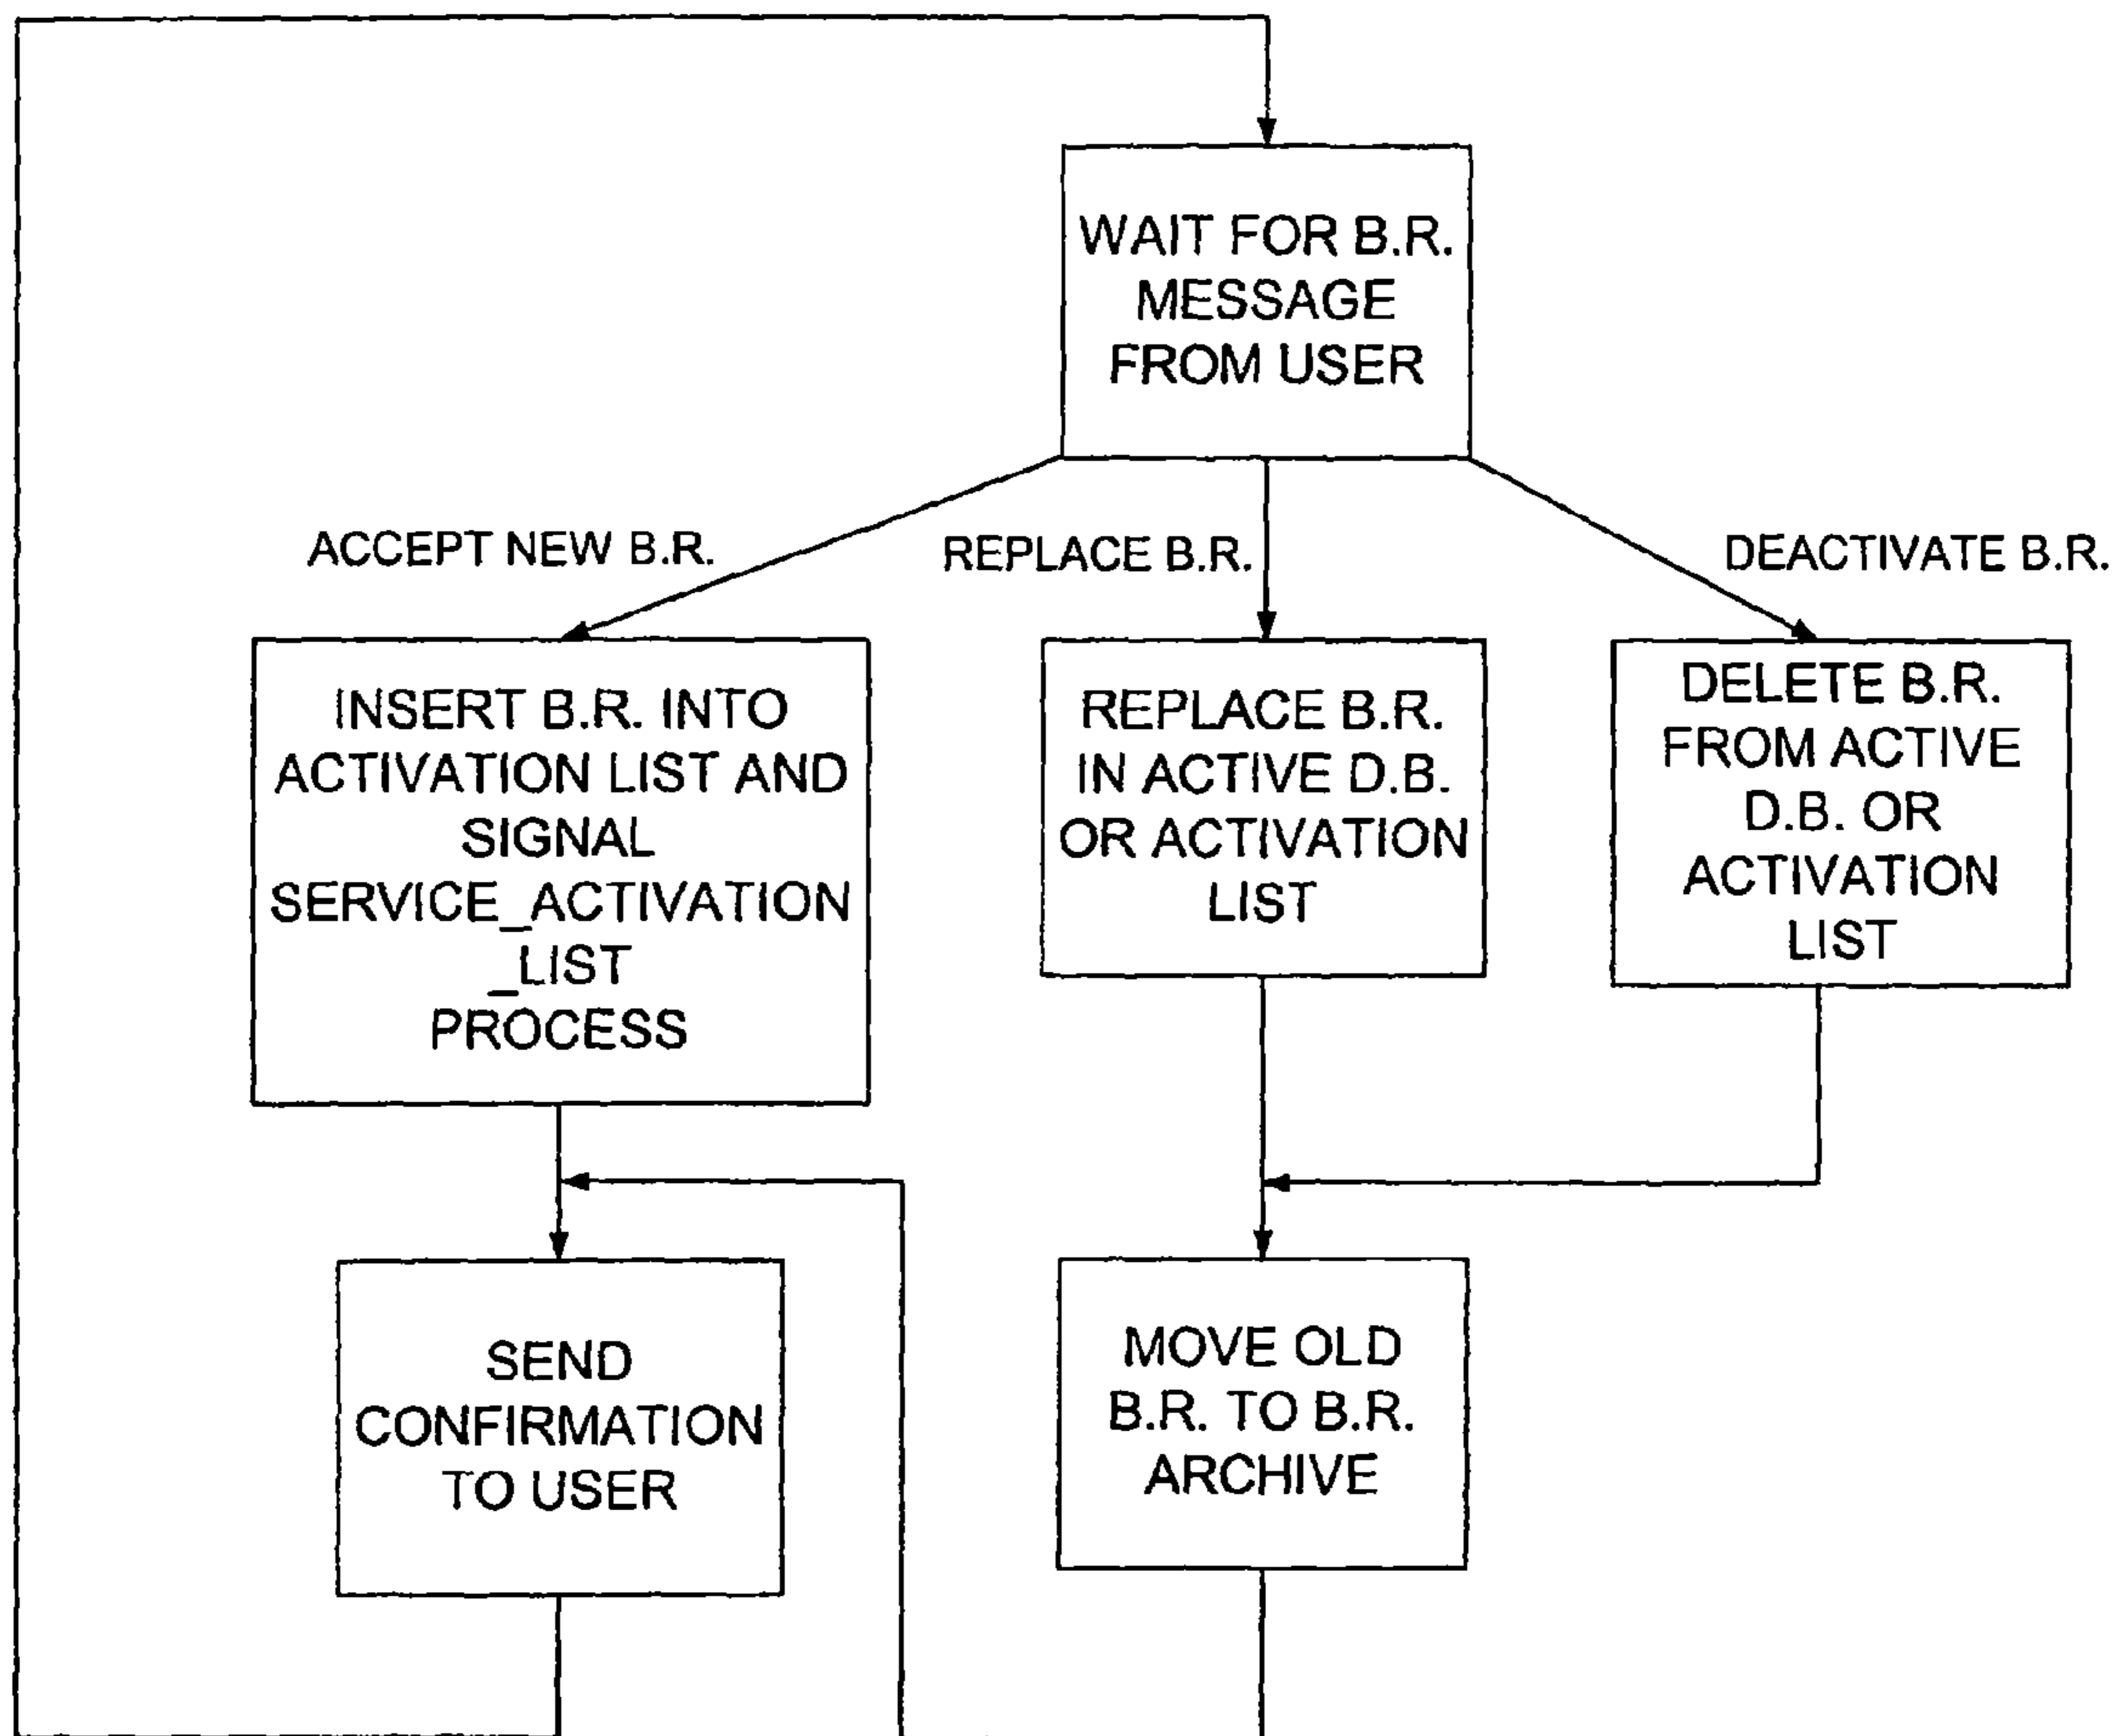 WAIT FOR B.R.
MESSAGE
FROM USER
ACCEPT NEW B.R.
REPLACE B.R.
DEACTIVATE B.R.
INSERT B.R. INTO
ACTIVATION LIST AND
SIGNAL
SERVICE_ACTIVATION
_LIST
PROCESS
REPLACE B.R.
IN ACTIVE D.B.
OR ACTIVATION
LIST
DELETE B.R.
FROM ACTIVE
D.B. OR
ACTIVATION
LIST
SEND
CONFIRMATION
TO USER
MOVE OLD
B.R. TO B.R.
ARCHIVE